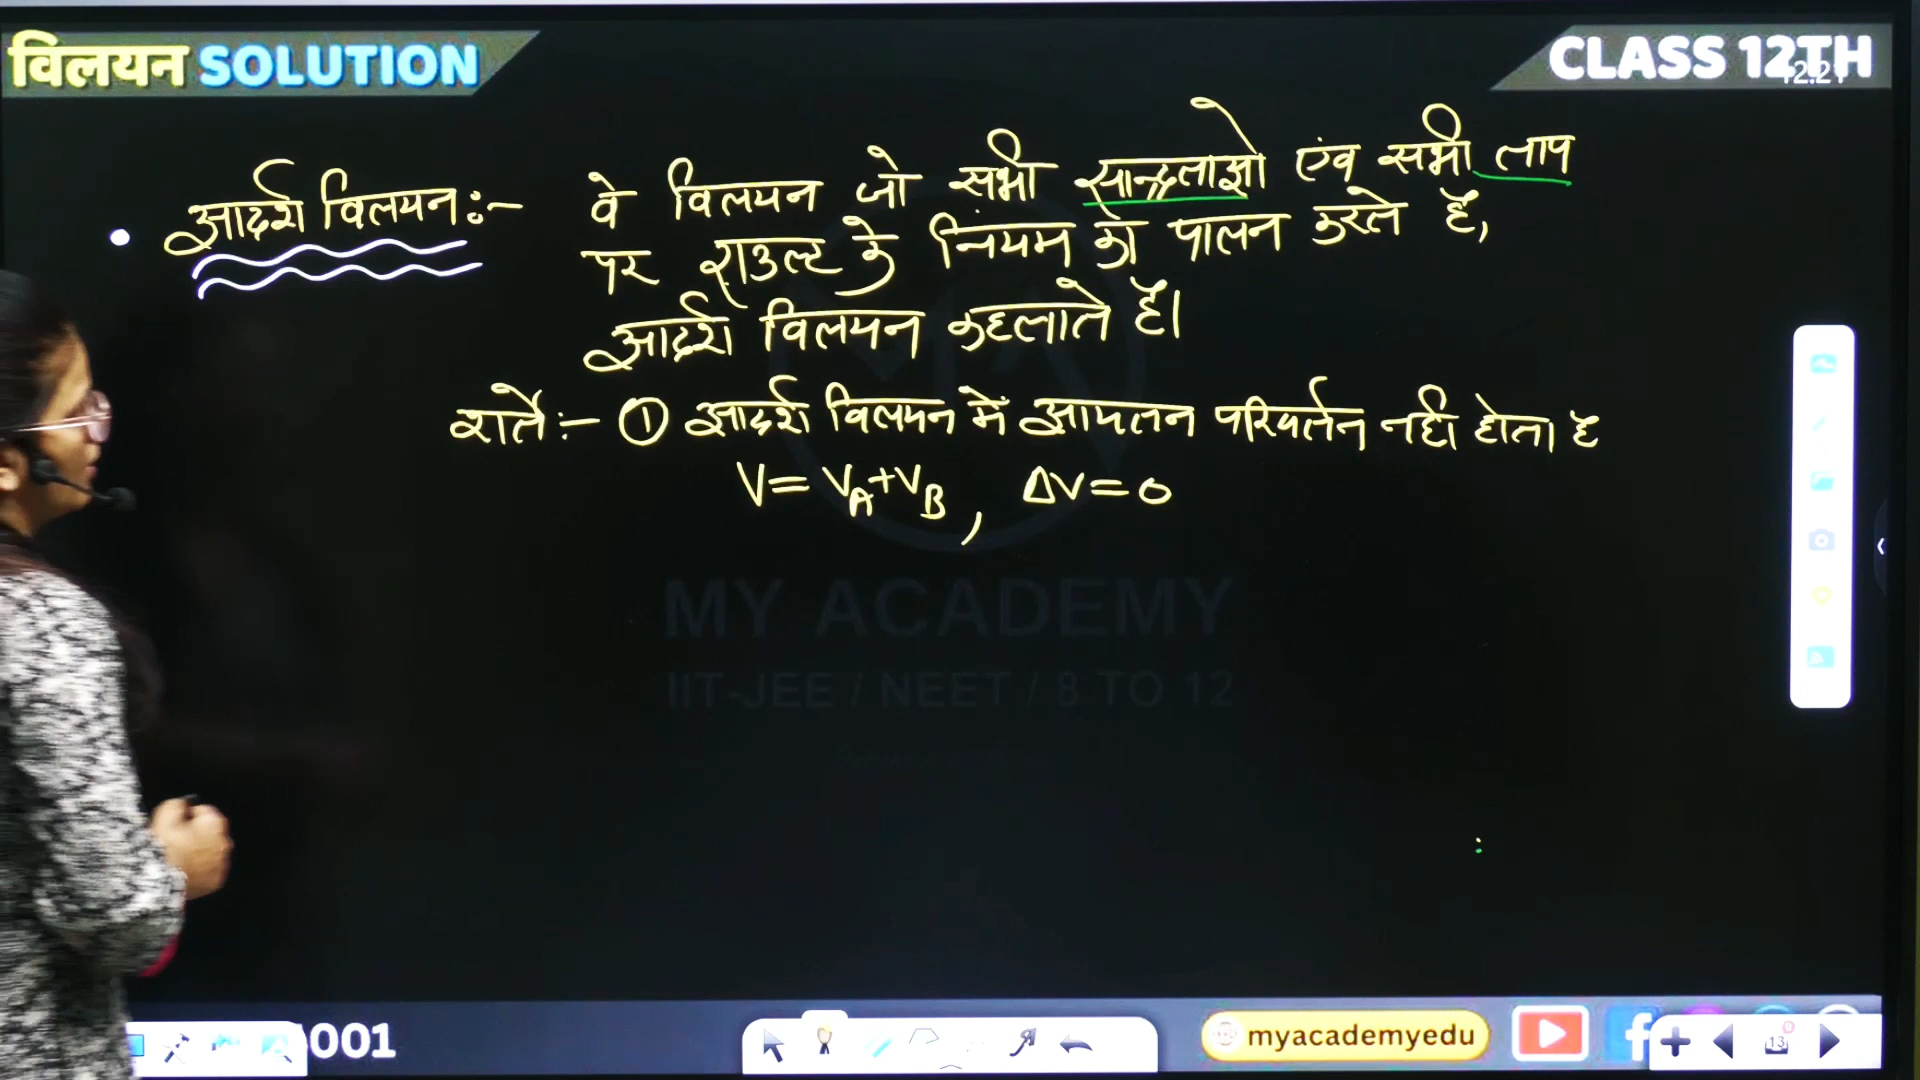 विलयन SOLUTION
CLASS 12TH
आदर्श विलयन :- वे विलयन जो सभी सान्द्रताओ एंव सभी ताप
पर राउल्ट के नियम का पालन करते हैं,
आदर्श विलयन कहलाते हैं।
शर्ते :- ① आदर्श विलयन में आयतन परिवर्तन नही होता है
V = VA + VB , ΔV = 0
MY ACADEMY
IIT-JEE / NEET / 8 TO 12
001
myacademyedu
13